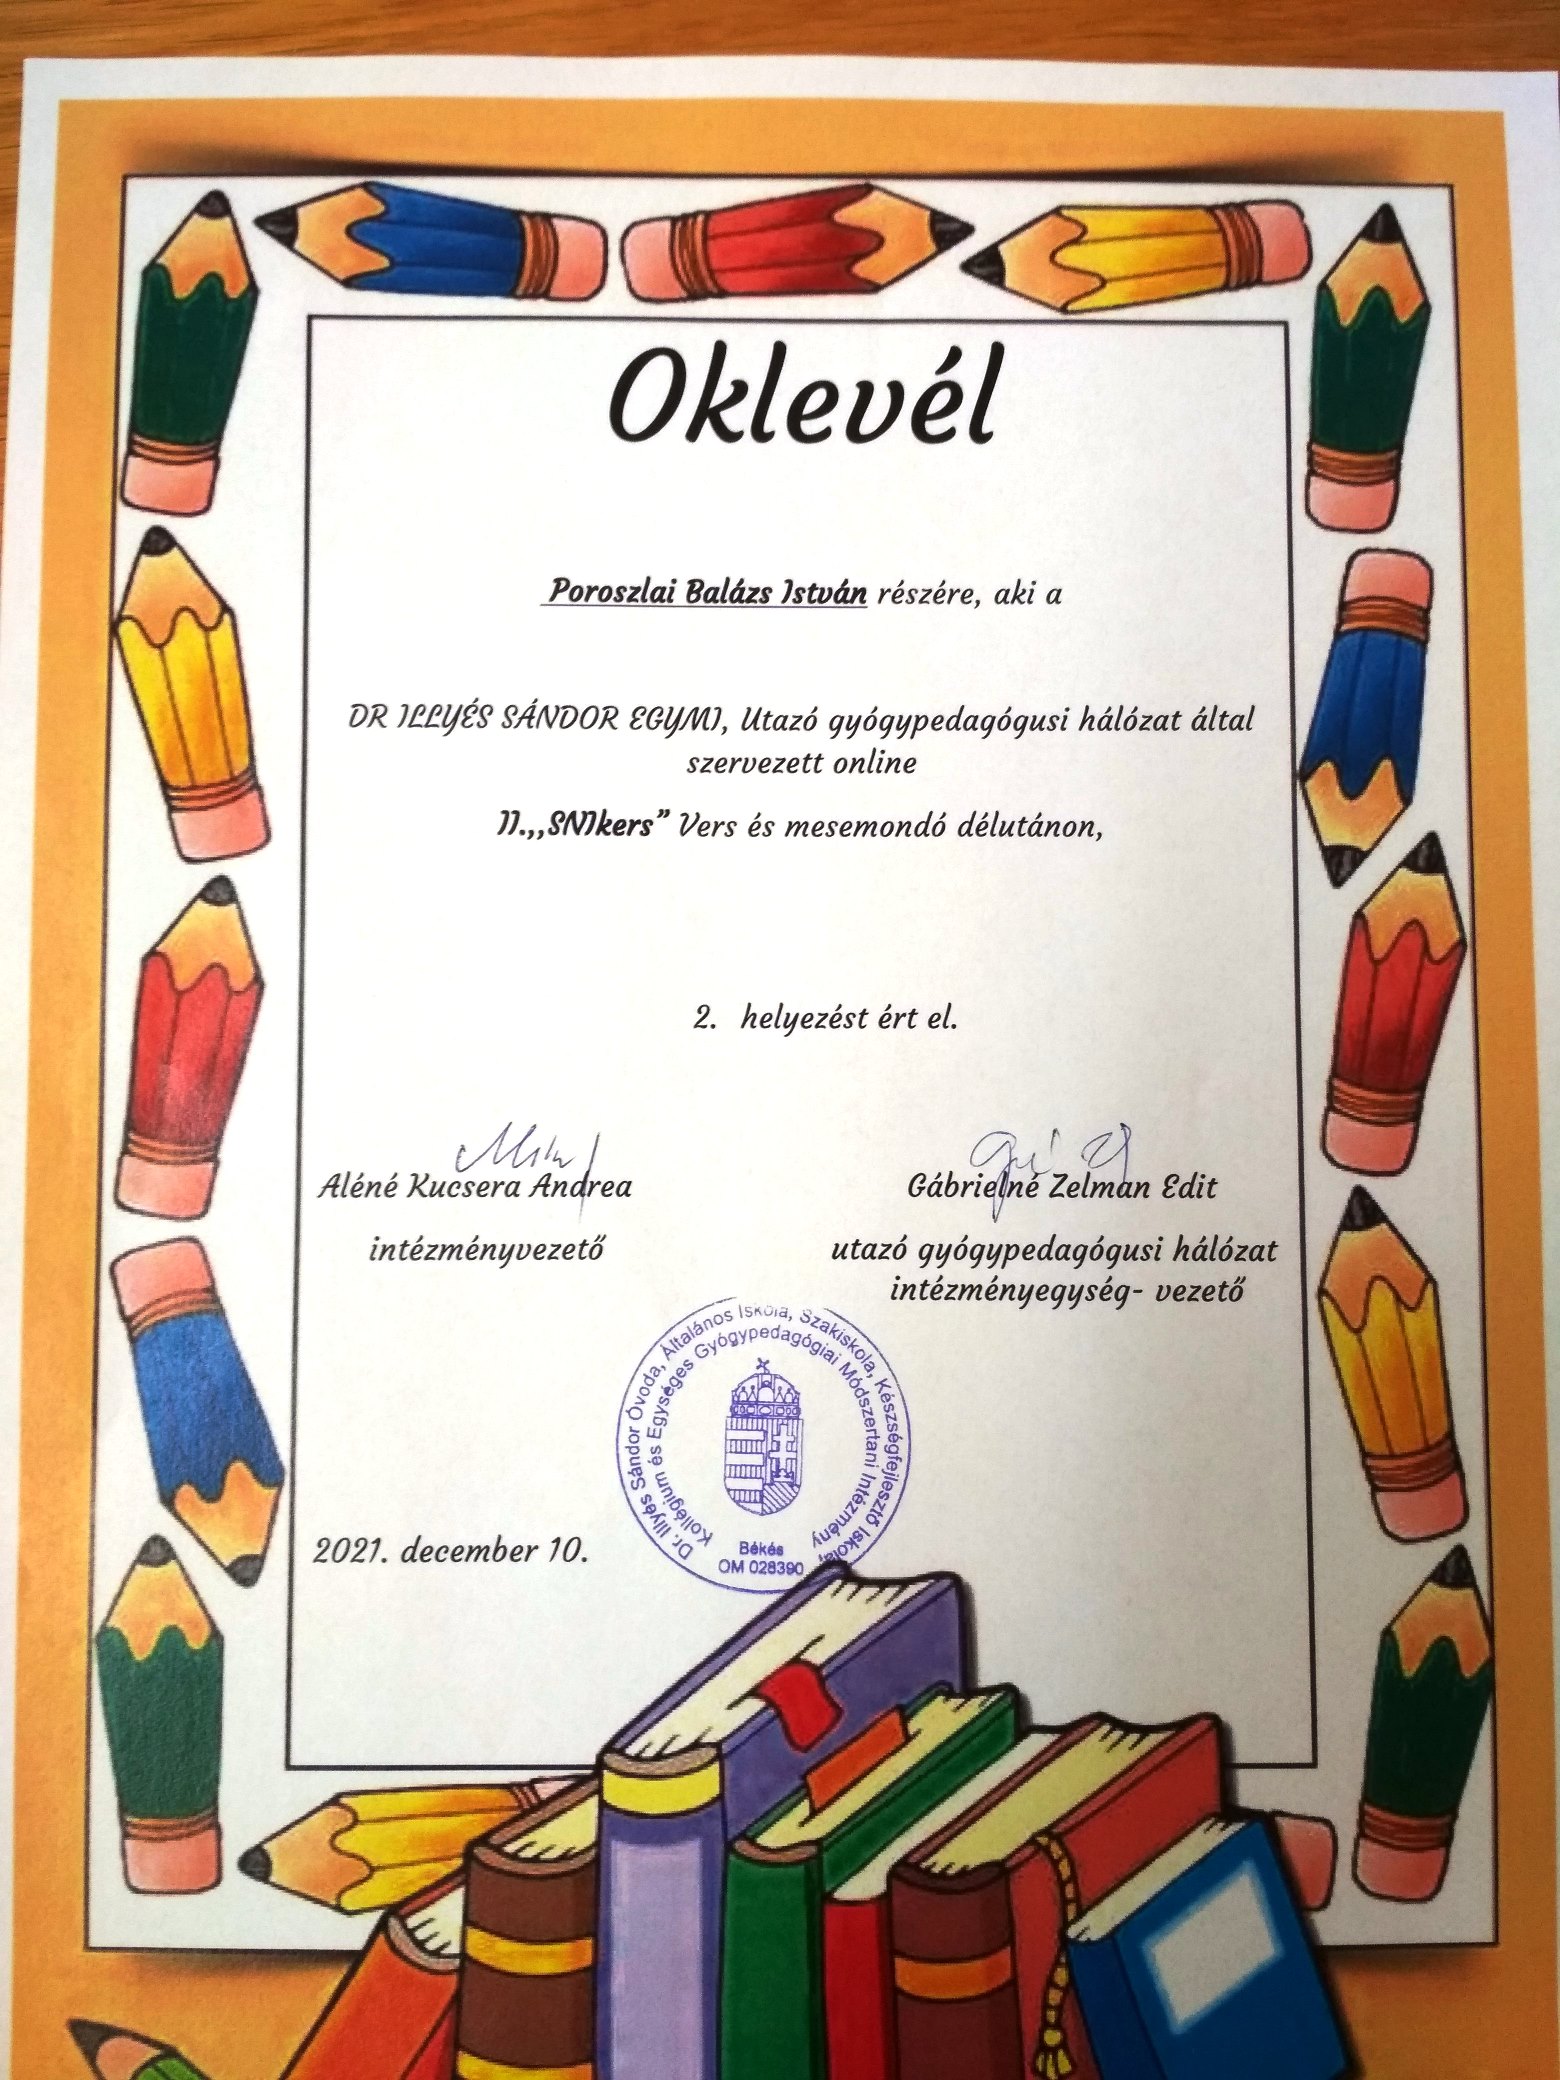 Oklevél
Poroszlai Balázs István részére, aki a
DR ILLYÉS SÁNDOR EGYMI, Utazó gyógypedagógusi hálózat által
szervezett online
II.,,SNIkers” Vers és mesemondó délutánon,
2. helyezést ért el.
Aléné Kucsera Andrea
Gábrielné Zelman Edit
intézményvezető
utazó gyógypedagógusi hálózat
intézményegység- vezető
Dr. Illyés Sándor Óvoda, Általános Iskola, Szakiskola, Készségfejlesztő Iskola,
Kollégium és Egységes Gyógypedagógiai Módszertani Intézmény
Békés
OM 028390
2021. december 10.